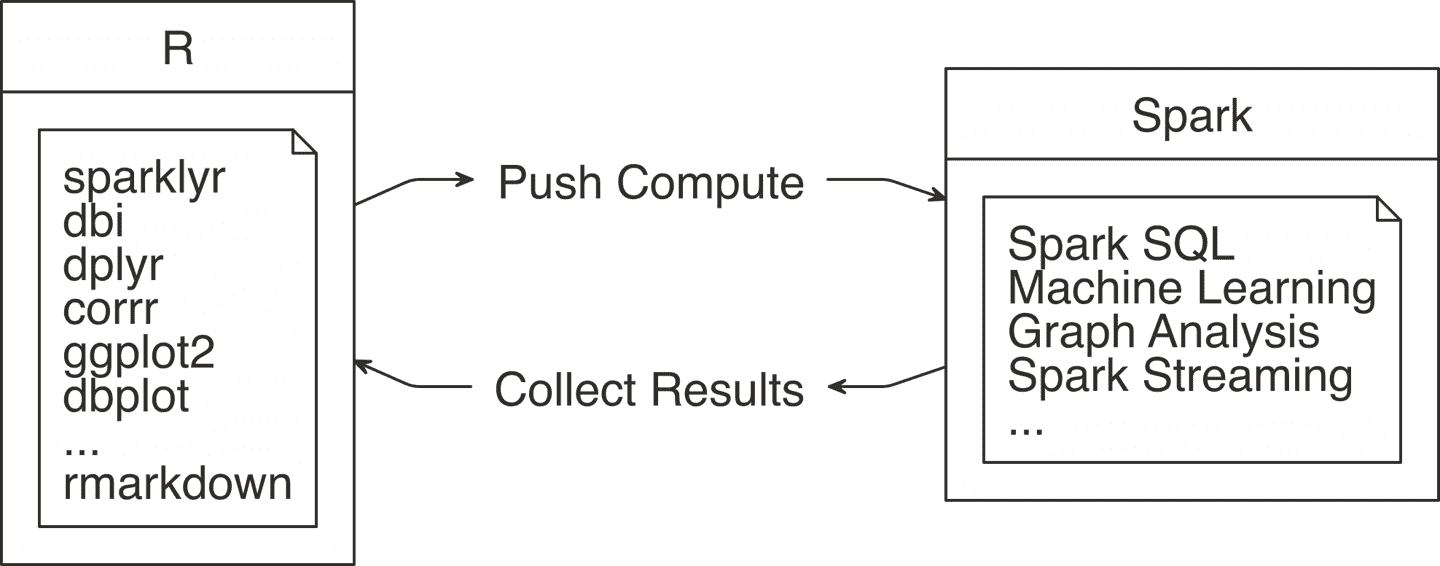 R
sparklyr
dbi
dplyr
corrr
ggplot2
dbplot
...
rmarkdown
Push Compute
Collect Results
Spark
Spark SQL
Machine Learning
Graph Analysis
Spark Streaming
...